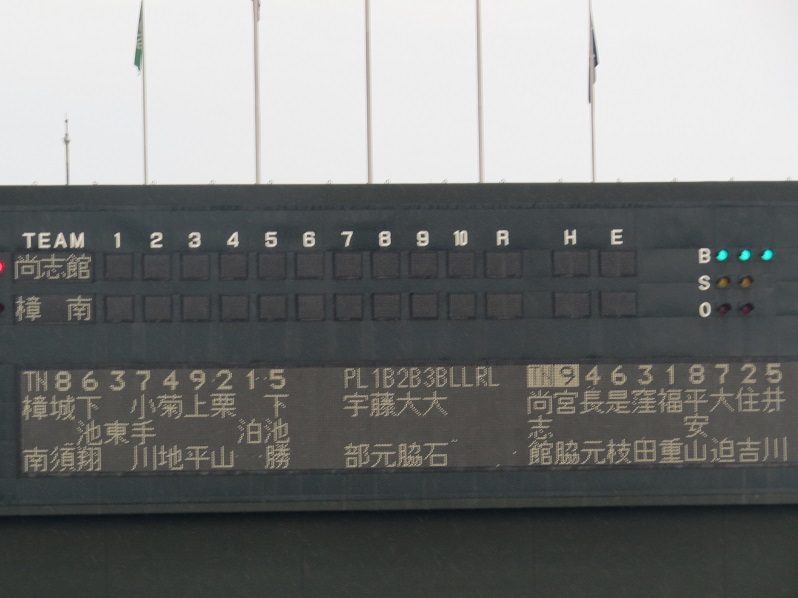 TEAM 1 2 3 4 5 6 7 8 9 10 R H E
尚志館
樟 南
B
S
O
TN 8 6 3 7 4 9 2 1 5 PL 1B 2B 3B LL RL TN 9 4 6 3 1 8 7 2 5
樟 城 下 小 菊 上 栗 下 宇 藤 大 大 尚 宮 長 是 窪 福 平 大 住 井
池 東 手 泊 池 志 安
南 須 翔 川 地 平 山 勝 部 元 脇 石 館 脇 元 枝 田 重 山 迫 吉 川